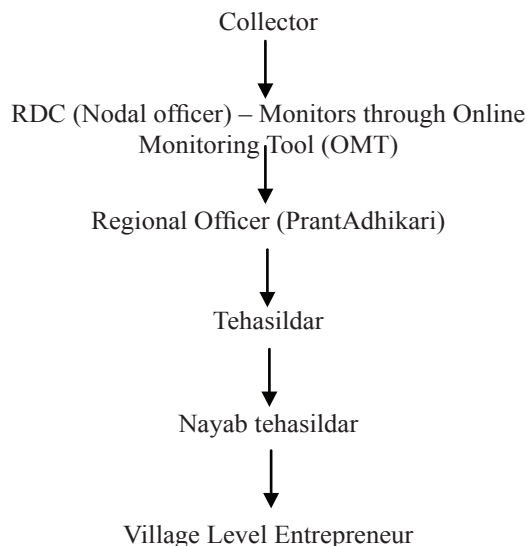 Collector
RDC (Nodal officer) – Monitors through Online
Monitoring Tool (OMT)
Regional Officer (PrantAdhikari)
Tehasildar
Nayab tehasildar
Village Level Entrepreneur